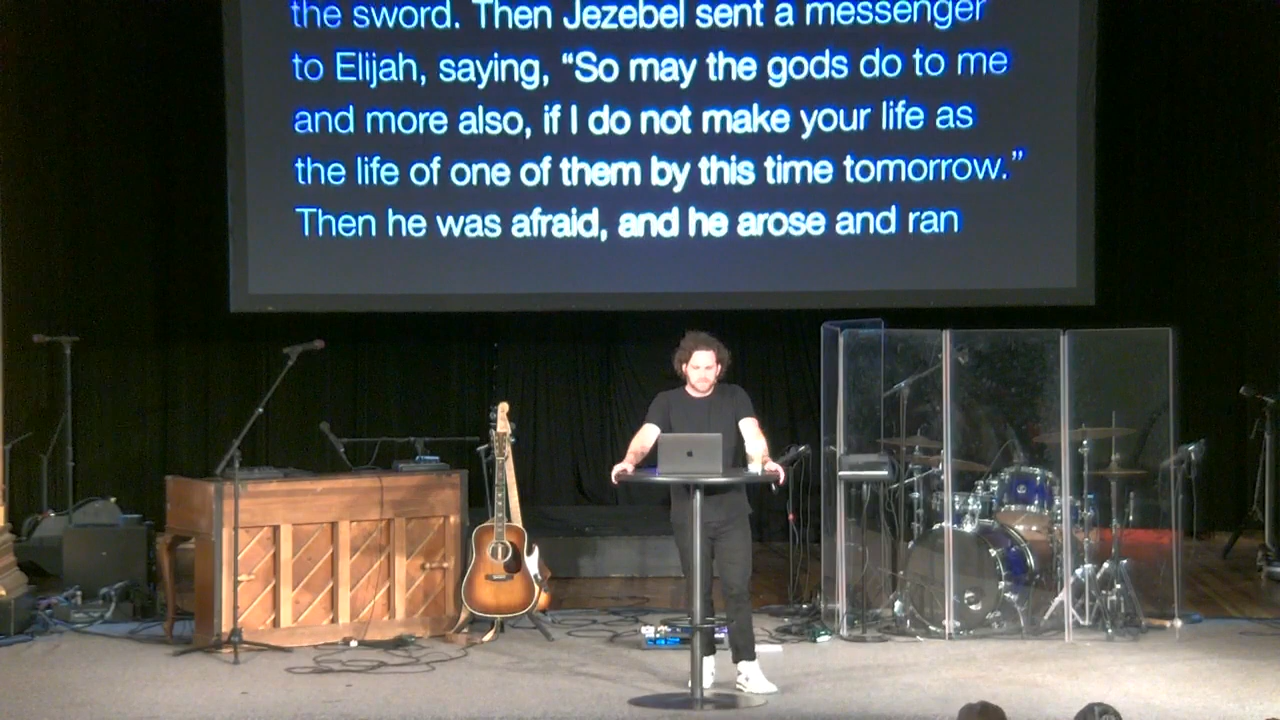 the sword. Then Jezebel sent a messenger
to Elijah, saying, “So may the gods do to me
and more also, if I do not make your life as
the life of one of them by this time tomorrow.”
Then he was afraid, and he arose and ran